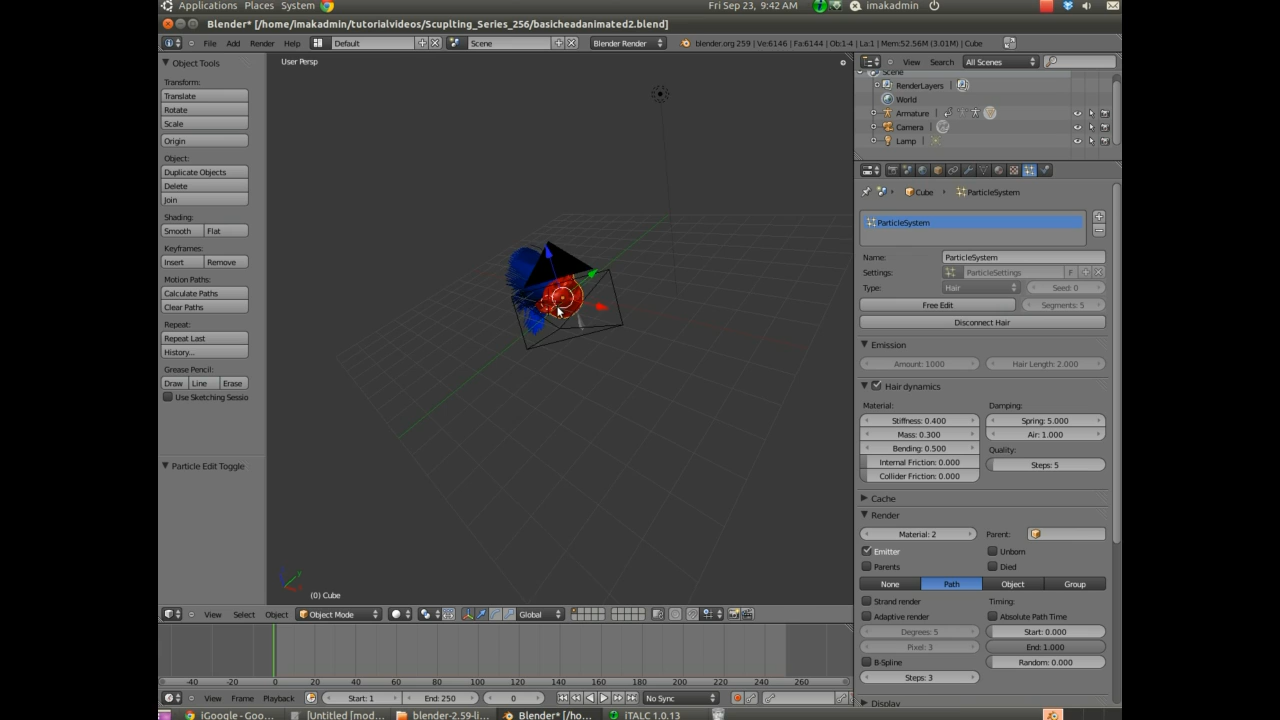 Applications Places System Fri Sep 23, 9:42 AM imakadmin
Blender* [/home/imakadmin/tutorialvideos/Scuplting_Series_256/basicheadanimated2.blend]
File Add Render Help Default Scene Blender Render blender.org 259 | Ve:6146 | Fa:6144 | Ob:1-4 | La:1 | Mem:52.56M (3.01M) | Cube
Object Tools
User Persp
View Search All Scenes
Scene
RenderLayers
World
Armature
Camera
Lamp
Transform:
Translate
Rotate
Scale
Origin
Object:
Duplicate Objects
Delete
Join
Shading:
Smooth Flat
Keyframes:
Insert Remove
Motion Paths:
Calculate Paths
Clear Paths
Repeat:
Repeat Last
History...
Grease Pencil:
Draw Line Erase
Use Sketching Sessio
Particle Edit Toggle
Cube ParticleSystem
ParticleSystem
Name: ParticleSystem
Settings: ParticleSettings F
Type: Hair Seed: 0
Free Edit Segments: 5
Disconnect Hair
Emission
Amount: 1000 Hair Length: 2.000
Hair dynamics
Material: Damping:
Stiffness: 0.400 Spring: 5.000
Mass: 0.300 Air: 1.000
Bending: 0.500 Quality:
Internal Friction: 0.000 Steps: 5
Collider Friction: 0.000
Cache
Render
Material: 2 Parent:
Emitter Unborn
Parents Died
None Path Object Group
Strand render Timing:
Adaptive render Absolute Path Time
Degrees: 5 Start: 0.000
Pixel: 3 End: 1.000
B-Spline Random: 0.000
Steps: 3
Display
z y x
(0) Cube
View Select Object Object Mode Global
-40 -20 0 20 40 60 80 100 120 140 160 180 200 220 240 260
View Frame Playback Start: 1 End: 250 0 No Sync
iGoogle - Goo... [Untitled [mod... blender-2.59-li... Blender* [/ho... iTALC 1.0.13